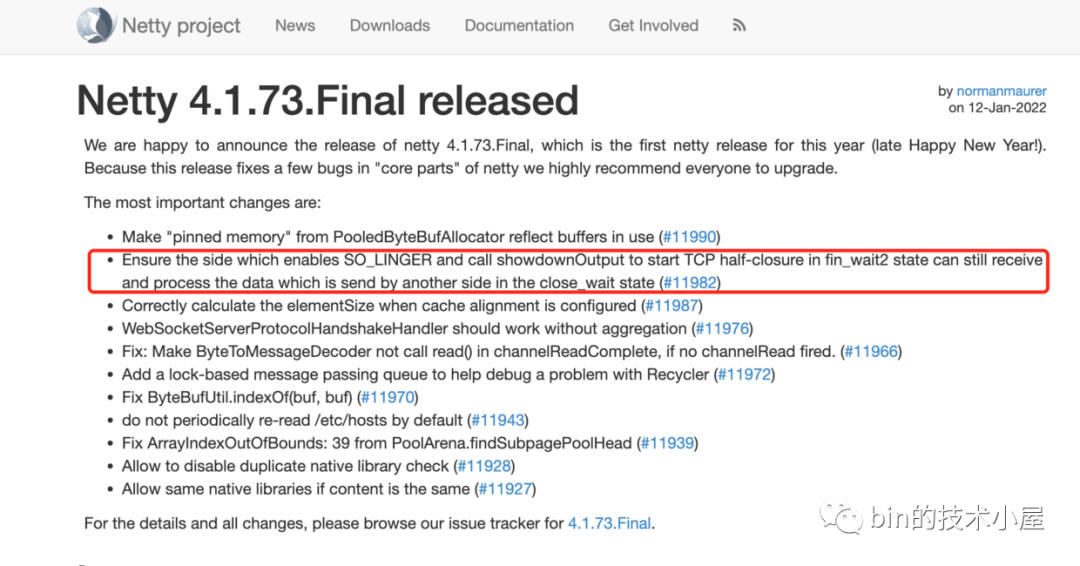 Netty project News Downloads Documentation Get Involved
Netty 4.1.73.Final released
by normanmaurer
on 12-Jan-2022
We are happy to announce the release of netty 4.1.73.Final, which is the first netty release for this year (late Happy New Year!).
Because this release fixes a few bugs in "core parts" of netty we highly recommend everyone to upgrade.
The most important changes are:
• Make "pinned memory" from PooledByteBufAllocator reflect buffers in use (#11990)
• Ensure the side which enables SO_LINGER and call showdownOutput to start TCP half-closure in fin_wait2 state can still receive
and process the data which is send by another side in the close_wait state (#11982)
• Correctly calculate the elementSize when cache alignment is configured (#11987)
• WebSocketServerProtocolHandshakeHandler should work without aggregation (#11976)
• Fix: Make ByteToMessageDecoder not call read() in channelReadComplete, if no channelRead fired. (#11966)
• Add a lock-based message passing queue to help debug a problem with Recycler (#11972)
• Fix ByteBufUtil.indexOf(buf, buf) (#11970)
• do not periodically re-read /etc/hosts by default (#11943)
• Fix ArrayIndexOutOfBounds: 39 from PoolArena.findSubpagePoolHead (#11939)
• Allow to disable duplicate native library check (#11928)
• Allow same native libraries if content is the same (#11927)
For the details and all changes, please browse our issue tracker for 4.1.73.Final.
bin的技术小屋